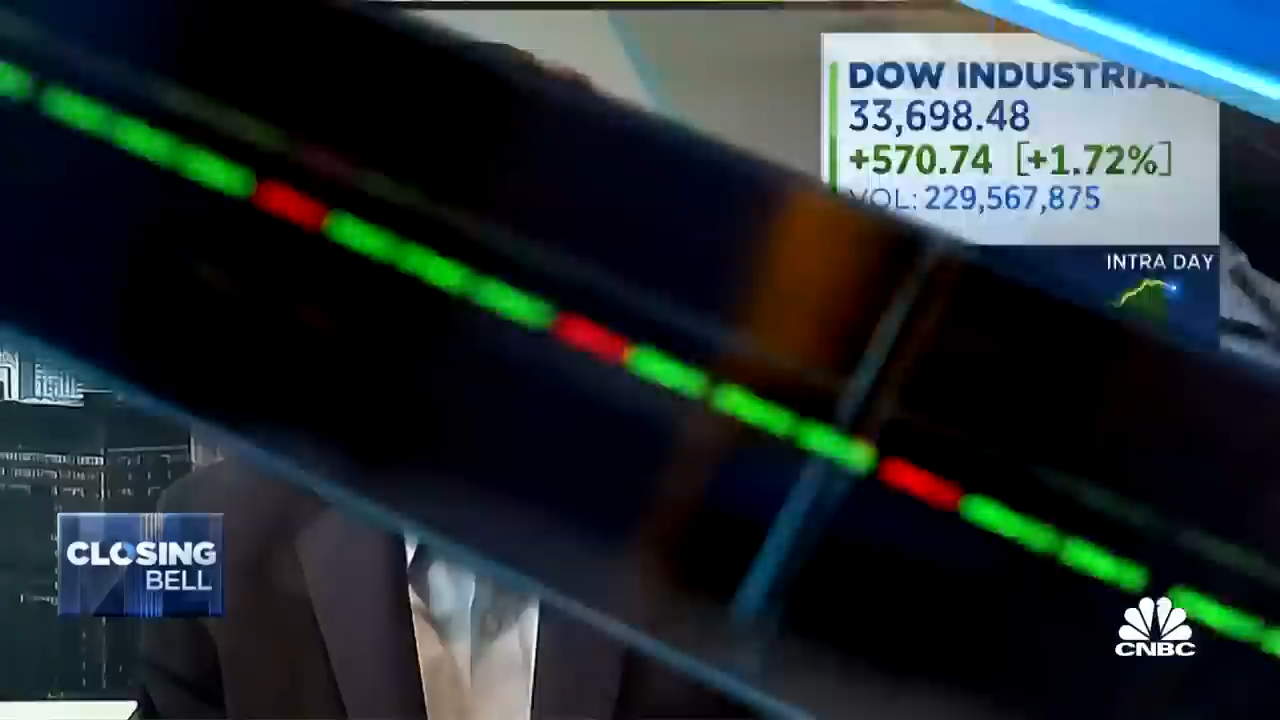 DOW INDUSTRIA
33,698.48
+570.74 [+1.72%]
VOL: 229,567,875
INTRA DAY
CLOSING
BELL
CNBC